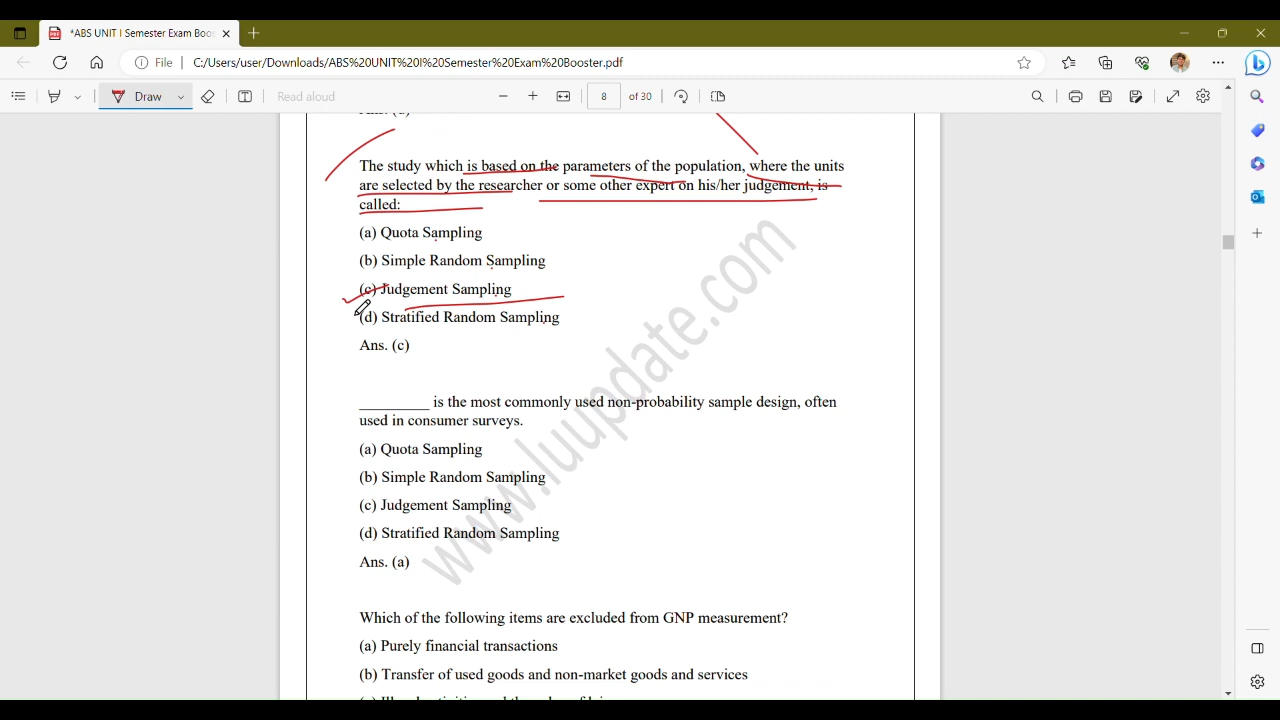 *ABS UNIT I Semester Exam Boo
File
C:/Users/user/Downloads/ABS%20UNIT%20I%20Semester%20Exam%20Booster.pdf
Draw
Read aloud
8
of 30
The study which is based on the parameters of the population, where the units
are selected by the researcher or some other expert on his/her judgement, is
called:
(a) Quota Sampling
(b) Simple Random Sampling
(c) Judgement Sampling
(d) Stratified Random Sampling
Ans. (c)
_________ is the most commonly used non-probability sample design, often
used in consumer surveys.
(a) Quota Sampling
(b) Simple Random Sampling
(c) Judgement Sampling
(d) Stratified Random Sampling
Ans. (a)
Which of the following items are excluded from GNP measurement?
(a) Purely financial transactions
(b) Transfer of used goods and non-market goods and services
www.luupdate.com